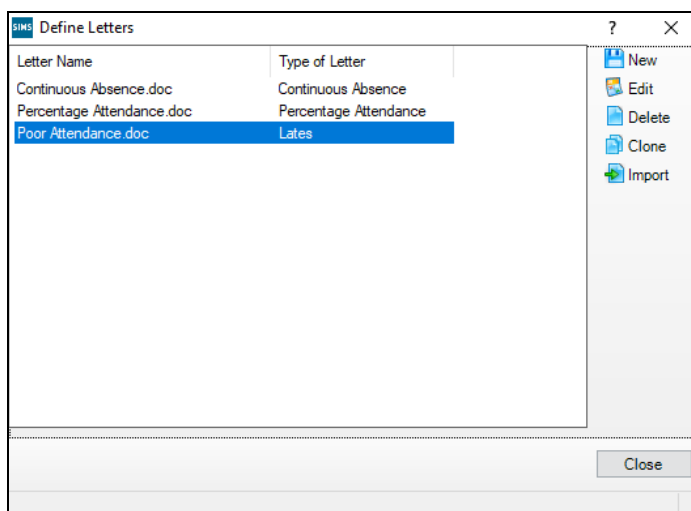 SIMS Define Letters ? X
Letter Name Type of Letter
Continuous Absence.doc Continuous Absence
Percentage Attendance.doc Percentage Attendance
Poor Attendance.doc Lates
New
Edit
Delete
Clone
Import
Close